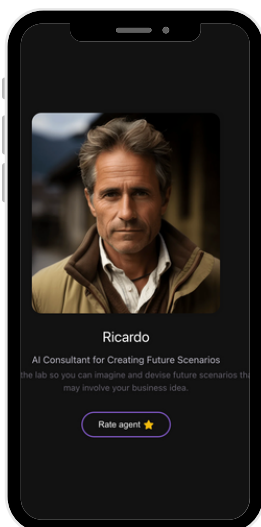 Ricardo
AI Consultant for Creating Future Scenarios
the lab so you can imagine and devise future scenarios tha
may involve your business idea.
Rate agent